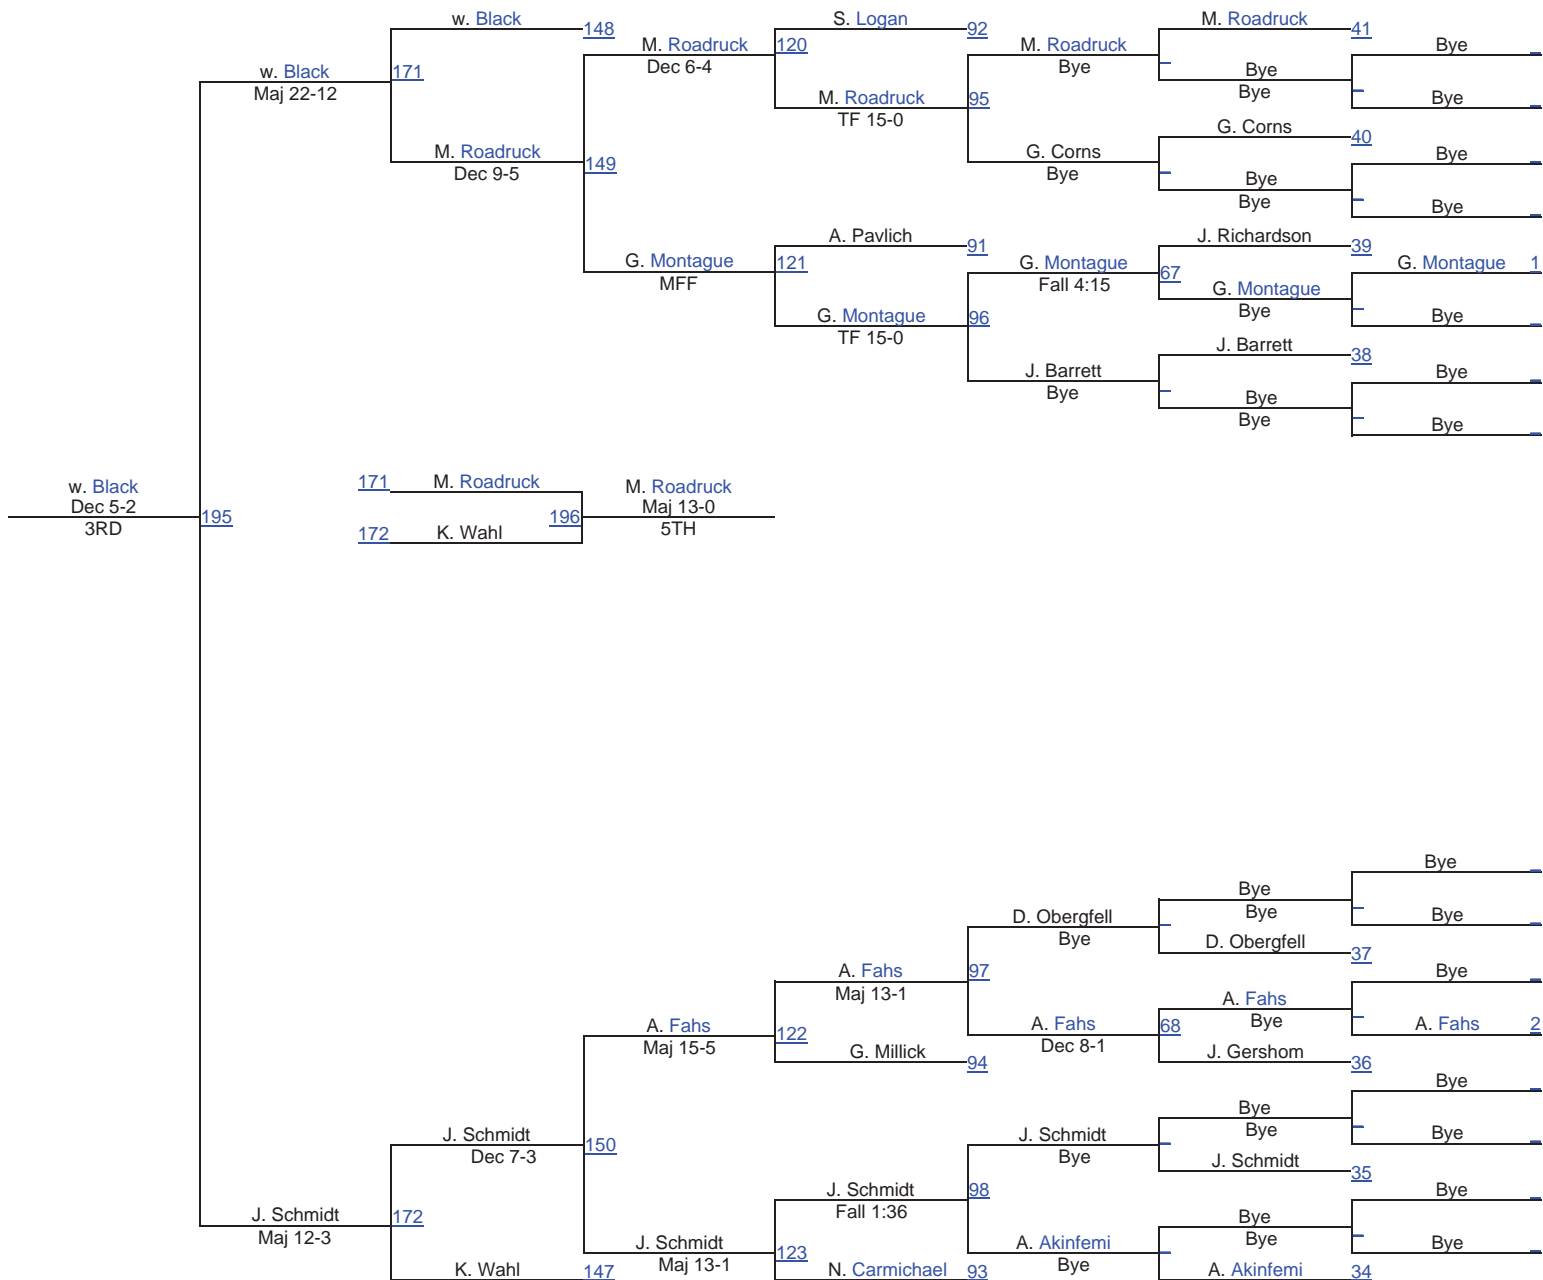 w. Black 148
S. Logan 92
M. Roadruck 41
M. Roadruck 120
Dec 6-4
M. Roadruck
Bye
Bye
w. Black 171
Maj 22-12
Bye
Bye
M. Roadruck 95
TF 15-0
Bye
G. Corns 40
M. Roadruck 149
Dec 9-5
G. Corns
Bye
Bye
Bye
Bye
Bye
A. Pavlich 91
J. Richardson 39
G. Montague 121
MFF
G. Montague 67
Fall 4:15
G. Montague 1
G. Montague
Bye
G. Montague 96
TF 15-0
Bye
J. Barrett 38
J. Barrett
Bye
Bye
Bye
Bye
Bye
w. Black
Dec 5-2
3RD
195
171 M. Roadruck
172 K. Wahl
196
M. Roadruck
Maj 13-0
5TH
Bye
Bye
Bye
D. Obergfell
Bye
Bye
D. Obergfell 37
A. Fahs 97
Maj 13-1
Bye
A. Fahs
Bye
A. Fahs 122
Maj 15-5
A. Fahs 68
Dec 8-1
A. Fahs 2
G. Millick 94
J. Gershom 36
Bye
Bye
Bye
J. Schmidt 150
Dec 7-3
J. Schmidt
Bye
Bye
J. Schmidt 35
J. Schmidt 98
Fall 1:36
Bye
J. Schmidt 172
Maj 12-3
Bye
Bye
J. Schmidt 123
Maj 13-1
A. Akinfemi
Bye
Bye
K. Wahl 147
N. Carmichael 93
A. Akinfemi 34